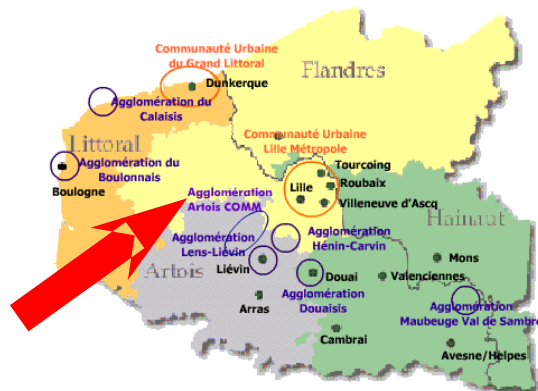 Communauté Urbaine
du Grand Littoral
Dunkerque
Flandres
Agglomération du
Calaisis
Littoral
Communauté Urbaine
Lille Métropole
Tourcoing
Agglomération du
Boulonnais
Boulogne
Roubaix
Lille
Agglomération
Artois COMM
Villeneuve d'Ascq
Hainaut
Agglomération
Lens-Liévin
Agglomération
Hénin-Carvin
Liévin
Artois
Mons
Douai
Valenciennes
Agglomération
Douaisis
Arras
Agglomération
Maubeuge Val de Sambre
Cambrai
Avesne/Helpes